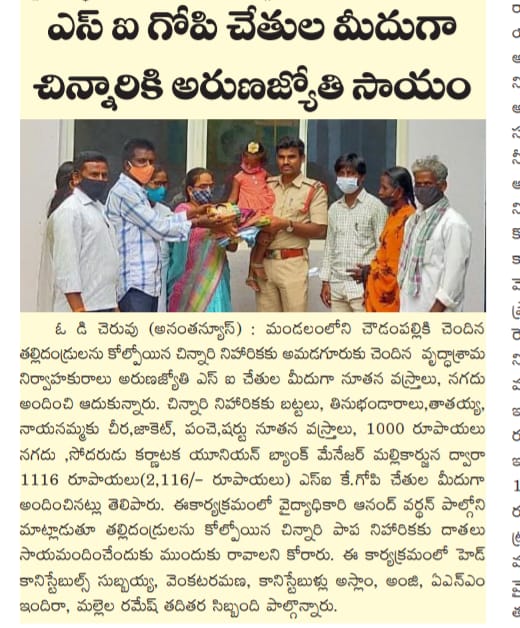 ఎస్ ఐ గోపి చేతుల మీదుగా
చిన్నారికి అరుణజ్యోతి సాయం
ఓ డి చెరువు (అనంతన్యూస్) : మండలంలోని చౌడంపల్లికి చెందిన
తల్లిదండ్రులను కోల్పోయిన చిన్నారి నిహారికకు అమడగూరుకు చెందిన వృద్ధాశ్రమ
నిర్వాహకురాలు అరుణజ్యోతి ఎస్ ఐ చేతుల మీదుగా నూతన వస్త్రాలు, నగదు
అందించి ఆదుకున్నారు. చిన్నారి నిహారికకు బట్టలు, తినుభండారాలు,తాతయ్య,
నాయనమ్మకు చీర,జాకెట్, పంచె,షర్టు నూతన వస్త్రాలు, 1000 రూపాయలు
నగదు ,సోదరుడు కర్ణాటక యూనియన్ బ్యాంక్ మేనేజర్ మల్లికార్జున ద్వారా
1116 రూపాయలు(2,116/- రూపాయలు) ఎస్ఐ కే.గోపి చేతుల మీదుగా
అందించినట్లు తెలిపారు. ఈకార్యక్రమంలో వైద్యాధికారి ఆనంద్ వర్ధన్ పాల్గోని
మాట్లాడుతూ తల్లిదండ్రులను కోల్పోయిన చిన్నారి పాప నిహారికకు దాతలు
సాయమందించేందుకు ముందుకు రావాలని కోరారు. ఈ కార్యక్రమంలో హెడ్
కానిస్టేబుల్స్ సుబ్బయ్య, వెంకటరమణ, కానిస్టేబుళ్లు అస్లాం, అంజి, ఏఎన్ఎం
ఇందిరా, మల్లెల రమేష్ తదితర సిబ్బంది పాల్గొన్నారు.